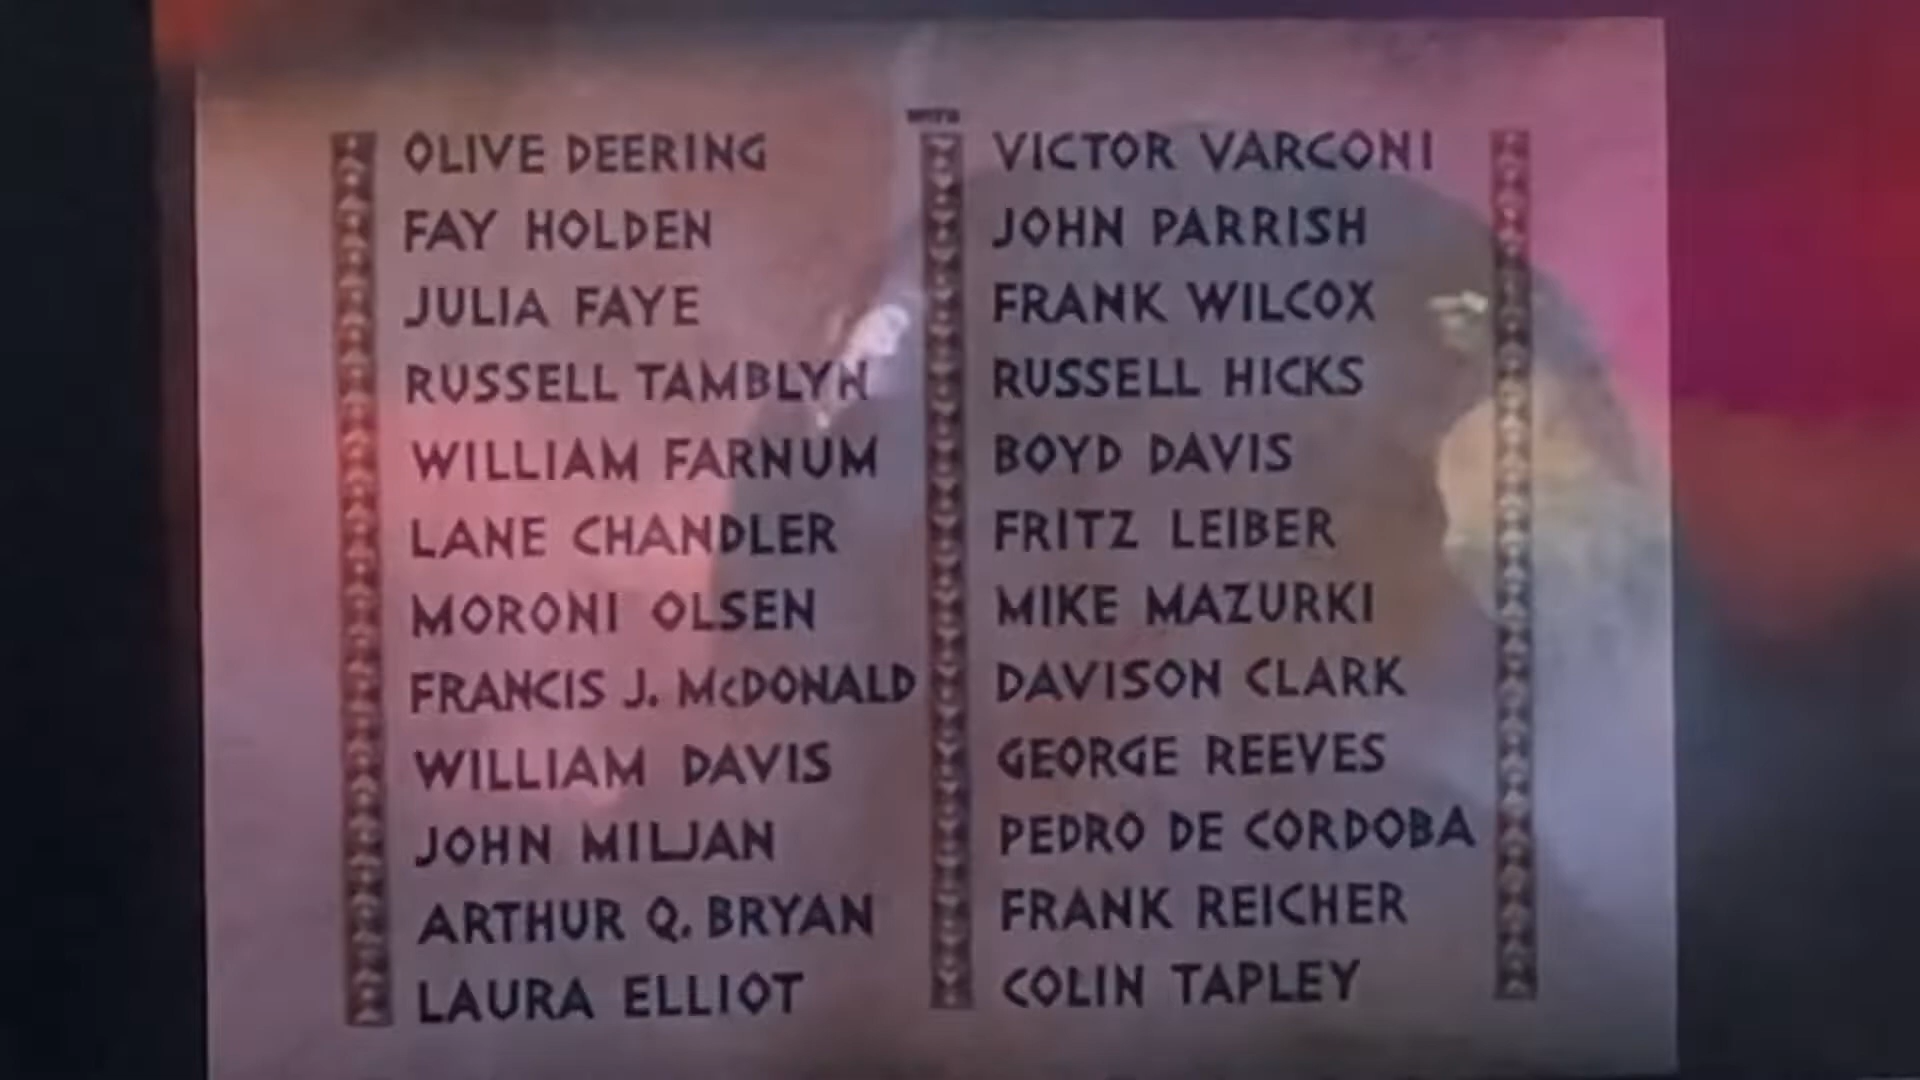 WITH
OLIVE DEERING
FAY HOLDEN
JULIA FAYE
RUSSELL TAMBLYN
WILLIAM FARNUM
LANE CHANDLER
MORONI OLSEN
FRANCIS J. McDONALD
WILLIAM DAVIS
JOHN MILJAN
ARTHUR Q. BRYAN
LAURA ELLIOT
VICTOR VARCONI
JOHN PARRISH
FRANK WILCOX
RUSSELL HICKS
BOYD DAVIS
FRITZ LEIBER
MIKE MAZURKI
DAVISON CLARK
GEORGE REEVES
PEDRO DE CORDOBA
FRANK REICHER
COLIN TAPLEY